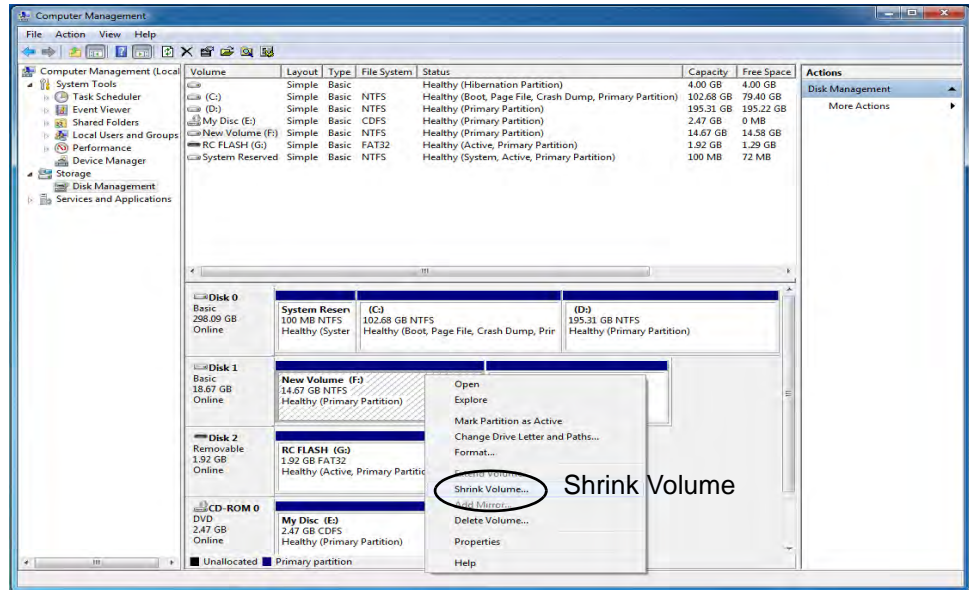 Computer Management
File Action View Help
Computer Management (Local
System Tools
Task Scheduler
Event Viewer
Shared Folders
Local Users and Groups
Performance
Device Manager
Storage
Disk Management
Services and Applications
Volume Layout Type File System Status Capacity Free Space
Simple Basic Healthy (Hibernation Partition) 4.00 GB 4.00 GB
(C:) Simple Basic NTFS Healthy (Boot, Page File, Crash Dump, Primary Partition) 102.68 GB 79.40 GB
(D:) Simple Basic NTFS Healthy (Primary Partition) 195.31 GB 195.22 GB
My Disc (E:) Simple Basic CDFS Healthy (Primary Partition) 2.47 GB 0 MB
New Volume (F:) Simple Basic NTFS Healthy (Primary Partition) 14.67 GB 14.58 GB
RC FLASH (G:) Simple Basic FAT32 Healthy (Active, Primary Partition) 1.92 GB 1.29 GB
System Reserved Simple Basic NTFS Healthy (System, Active, Primary Partition) 100 MB 72 MB
Actions
Disk Management
More Actions
Disk 0
Basic
298.09 GB
Online
System Reserv
100 MB NTFS
Healthy (Syster
(C:)
102.68 GB NTFS
Healthy (Boot, Page File, Crash Dump, Prir
(D:)
195.31 GB NTFS
Healthy (Primary Partition)
Disk 1
Basic
18.67 GB
Online
New Volume (F:)
14.67 GB NTFS
Healthy (Primary Partition)
Disk 2
Removable
1.92 GB
Online
RC FLASH (G:)
1.92 GB FAT32
Healthy (Active, Primary Partitic
CD-ROM 0
DVD
2.47 GB
Online
My Disc (E:)
2.47 GB CDFS
Healthy (Primary Partition)
Open
Explore
Mark Partition as Active
Change Drive Letter and Paths...
Format...
Extend Volume...
Shrink Volume...
Add Mirror...
Delete Volume...
Properties
Help
Shrink Volume
Unallocated Primary partition